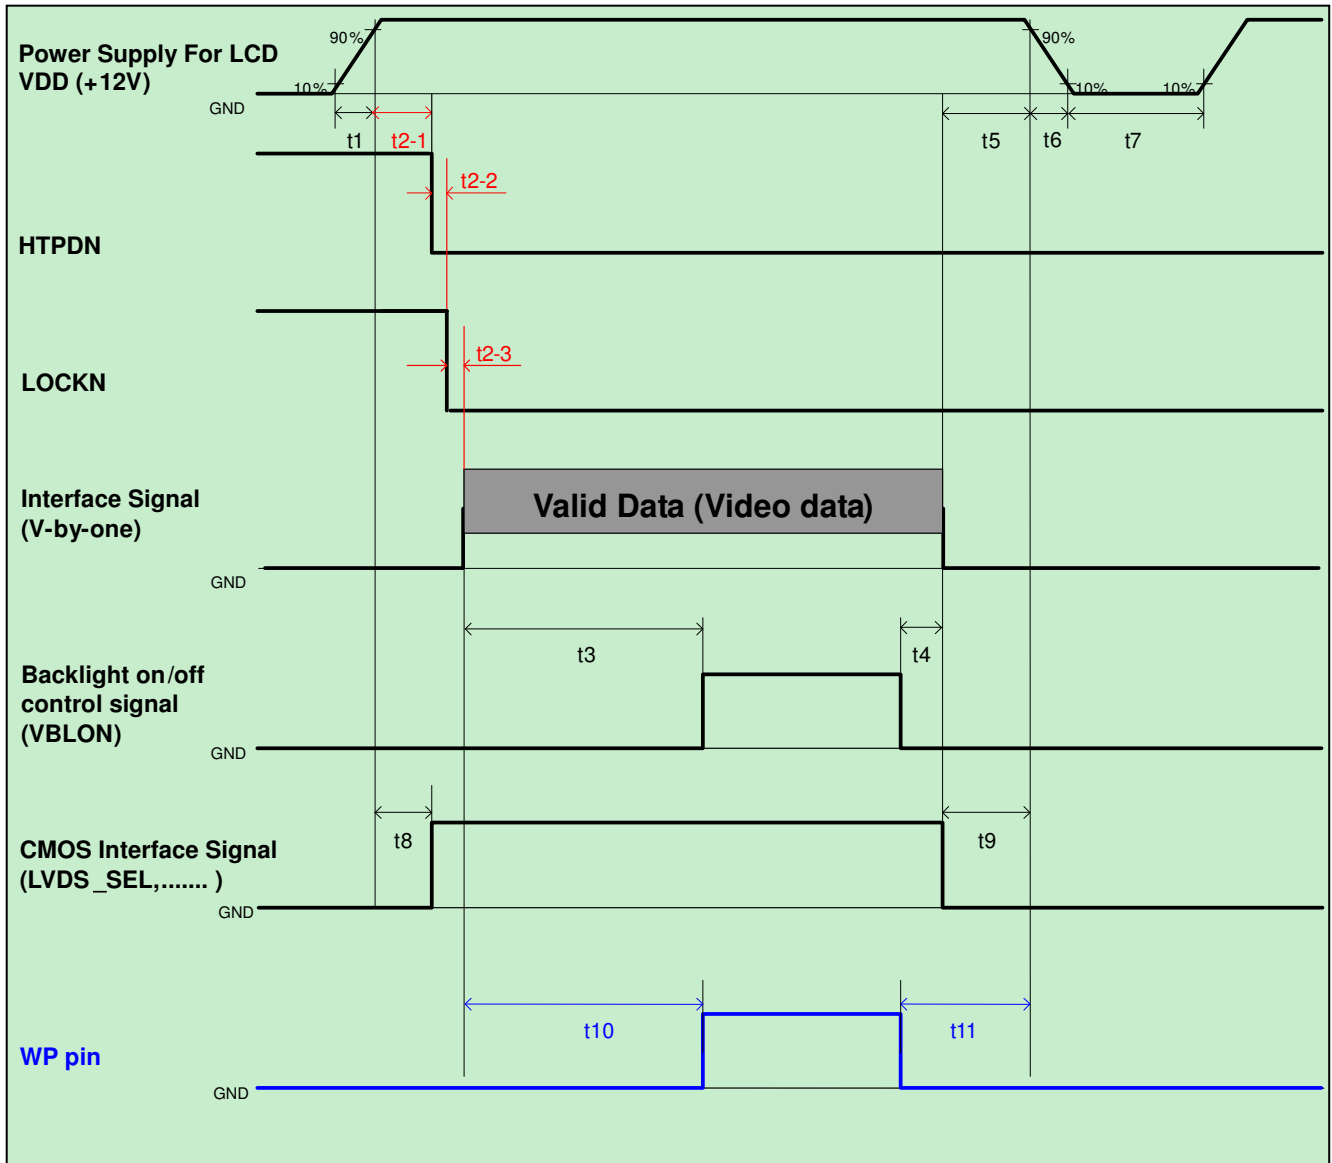 Power Supply For LCD
VDD (+12V)
90%
90%
10%
10%
10%
GND
t1
t2-1
t5
t6
t7
t2-2
HTPDN
t2-3
LOCKN
Interface Signal
(V-by-one)
Valid Data (Video data)
GND
t3
t4
Backlight on/off
control signal
(VBLON)
GND
t8
t9
CMOS Interface Signal
(LVDS_SEL,....... )
GND
t10
t11
WP pin
GND